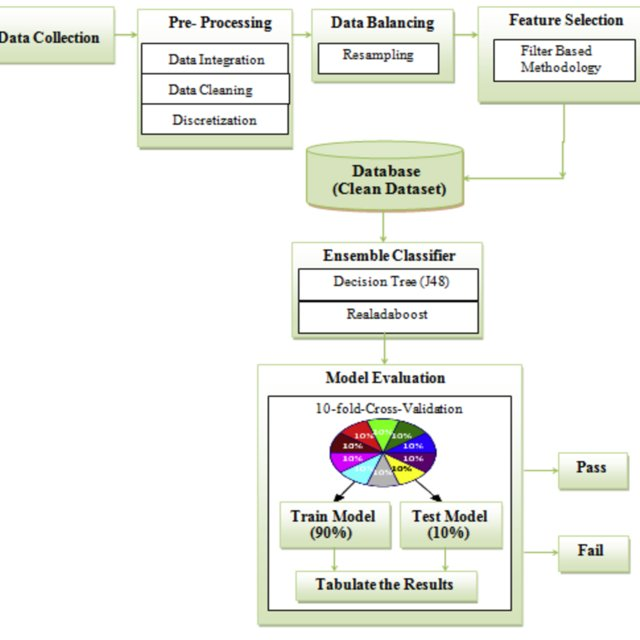 Data Collection
Pre- Processing
Data Integration
Data Cleaning
Discretization
Data Balancing
Resampling
Feature Selection
Filter Based
Methodology
Database
(Clean Dataset)
Ensemble Classifier
Decision Tree (J48)
Realadaboost
Model Evaluation
10-fold-Cross-Validation
10%
10%
10%
10%
10%
10%
10%
10%
10%
Train Model
(90%)
Test Model
(10%)
Tabulate the Results
Pass
Fail